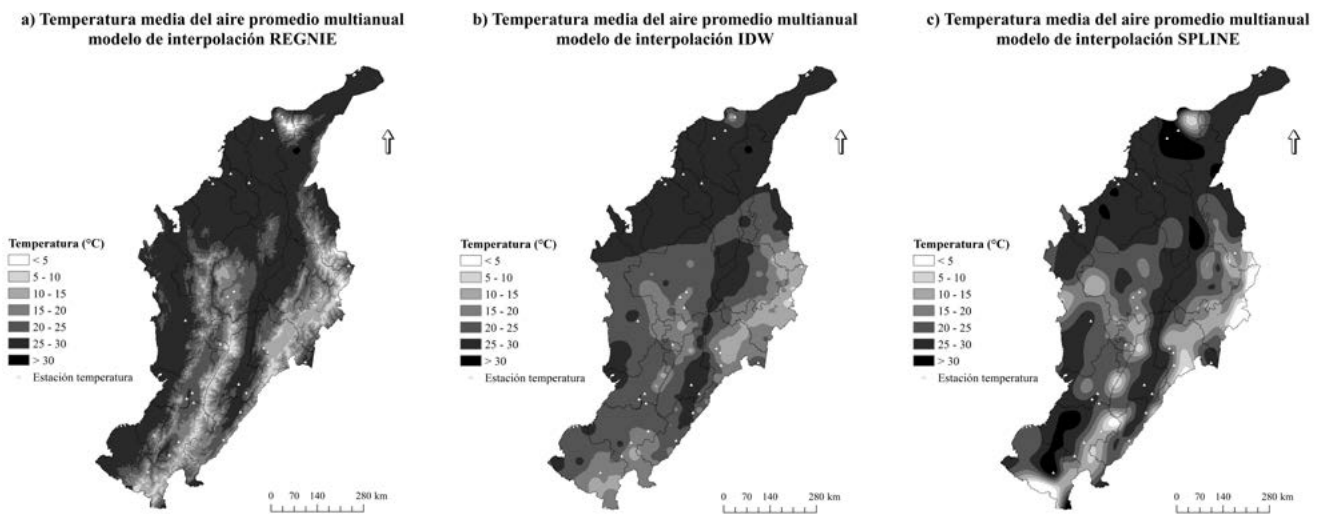 a) Temperatura media del aire promedio multianual
modelo de interpolación REGNIE
Temperatura (°C)
< 5
5 - 10
10 - 15
15 - 20
20 - 25
25 - 30
> 30
Estación temperatura
0 70 140 280 km
b) Temperatura media del aire promedio multianual
modelo de interpolación IDW
Temperatura (°C)
< 5
5 - 10
10 - 15
15 - 20
20 - 25
25 - 30
> 30
Estación temperatura
0 70 140 280 km
c) Temperatura media del aire promedio multianual
modelo de interpolación SPLINE
Temperatura (°C)
< 5
5 - 10
10 - 15
15 - 20
20 - 25
25 - 30
> 30
Estación temperatura
0 70 140 280 km